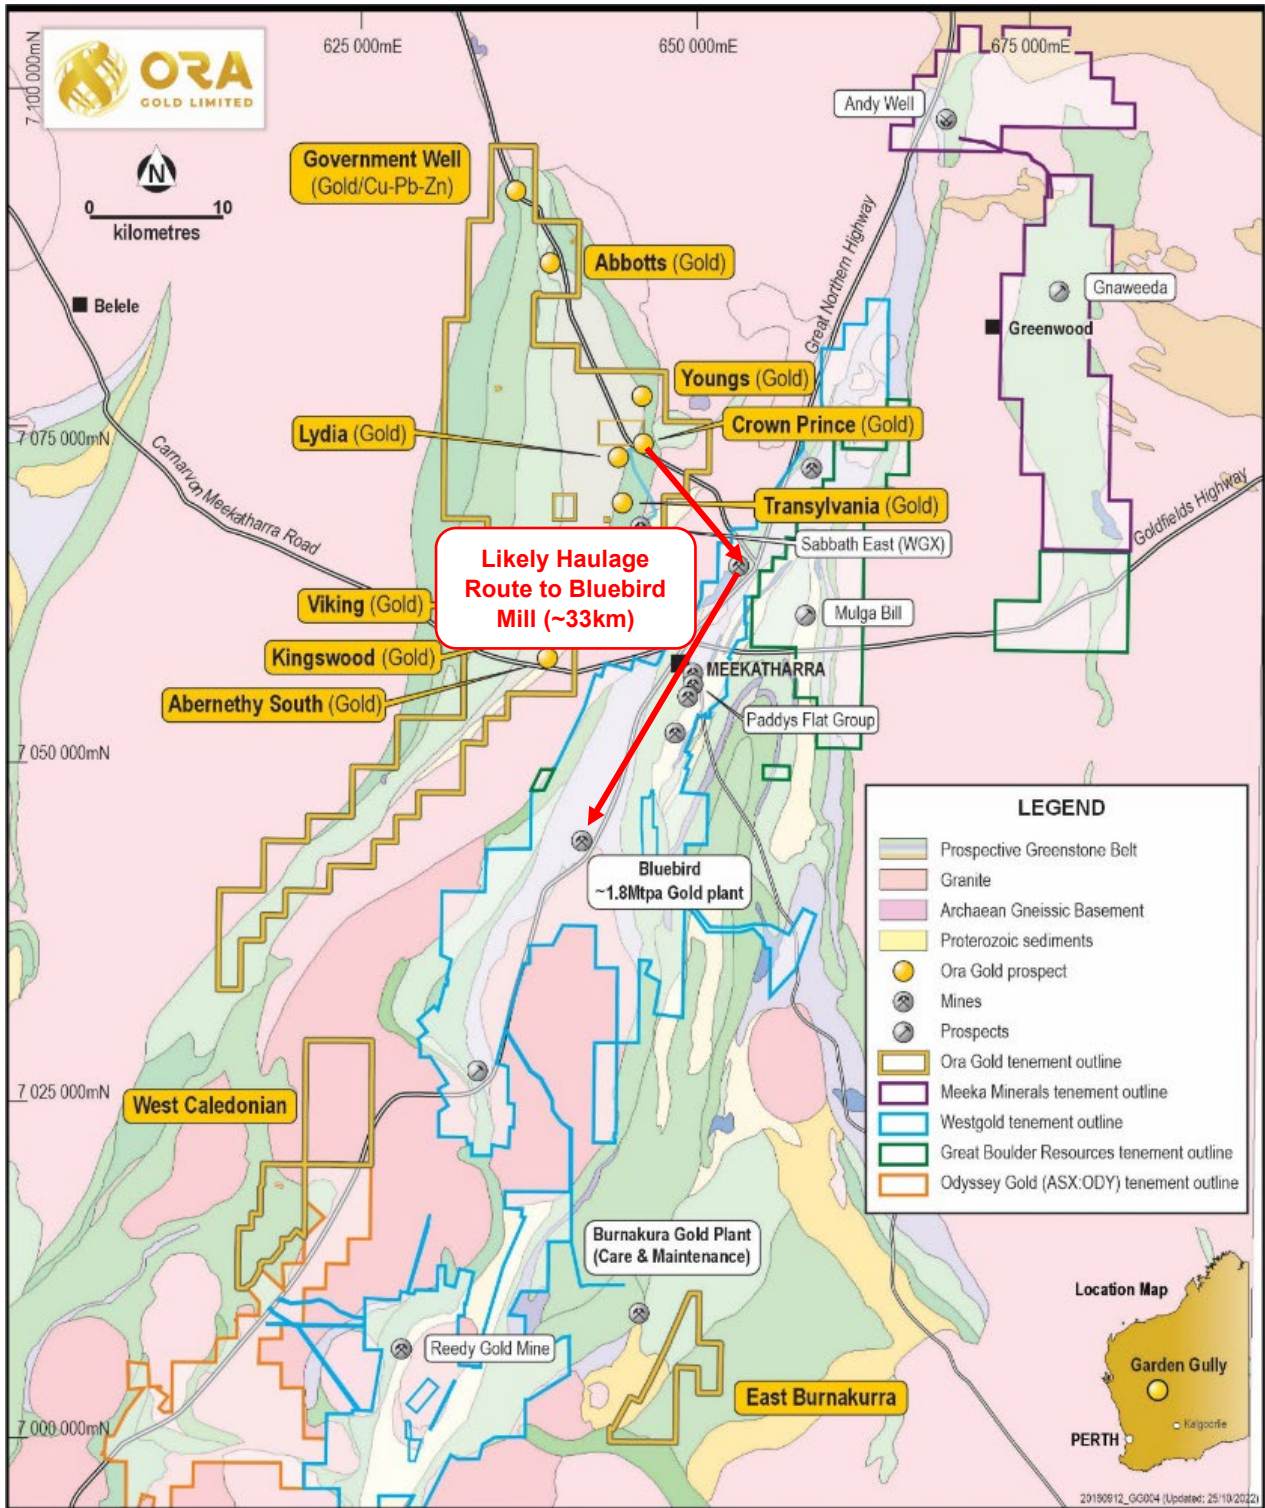 ORA
GOLD LIMITED
625 000mE
650 000mE
675 000mE
7 100 000mN
N
0 10
kilometres
Government Well
(Gold/Cu-Pb-Zn)
Andy Well
Abbotts (Gold)
Great Northern Highway
Belele
Gnaweeda
Greenwood
Youngs (Gold)
Crown Prince (Gold)
Lydia (Gold)
7 075 000mN
Carnarvon Meekatharra Road
Transylvania (Gold)
Goldfields Highway
Sabbath East (WGX)
Likely Haulage
Route to Bluebird
Mill (~33km)
Viking (Gold)
Mulga Bill
Kingswood (Gold)
MEEKATHARRA
Abernethy South (Gold)
Paddys Flat Group
7 050 000mN
Bluebird
~1.8Mtpa Gold plant
LEGEND
Prospective Greenstone Belt
Granite
Archaean Gneissic Basement
Proterozoic sediments
Ora Gold prospect
Mines
Prospects
Ora Gold tenement outline
Meeka Minerals tenement outline
Westgold tenement outline
Great Boulder Resources tenement outline
Odyssey Gold (ASX:ODY) tenement outline
7 025 000mN
West Caledonian
Burnakura Gold Plant
(Care & Maintenance)
Reedy Gold Mine
East Burnakurra
7 000 000mN
Location Map
Garden Gully
Kalgoorlie
PERTH
20180912_GG004 (Updated: 25/10/2022)